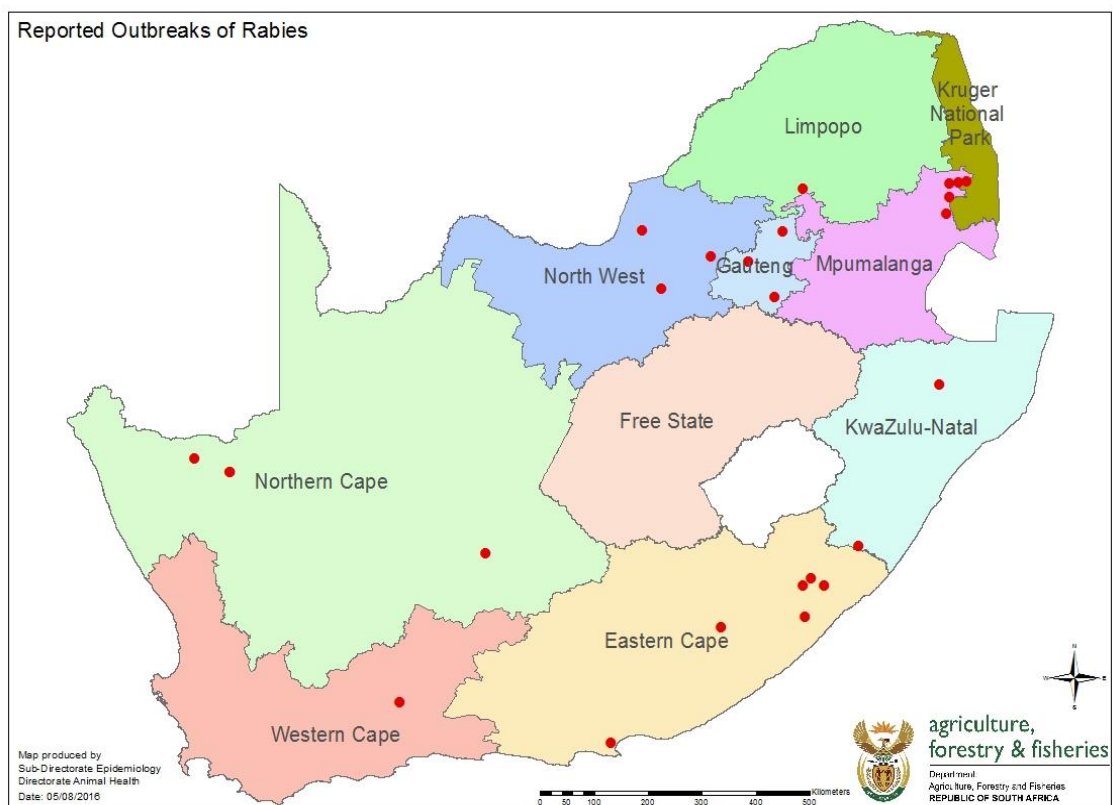 Reported Outbreaks of Rabies
Kruger
National
Park
Limpopo
North West
Gauteng
Mpumalanga
Free State
KwaZulu-Natal
Northern Cape
Eastern Cape
Western Cape
N
W
E
S
Map produced by
Sub-Directorate Epidemiology
Directorate Animal Health
Date: 05/08/2016
Kilometers
0 50 100 200 300 400 500
agriculture,
forestry & fisheries
Department:
Agriculture, Forestry and Fisheries
REPUBLIC OF SOUTH AFRICA